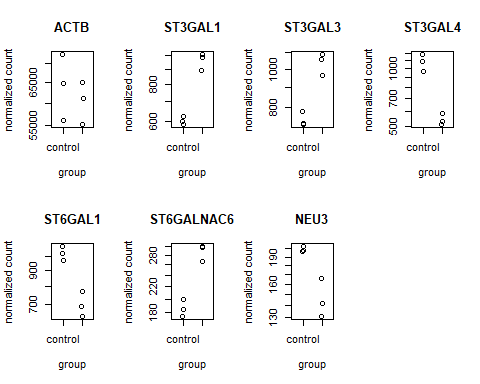 ACTB
normalized count
55000
65000
control
group
ST3GAL1
normalized count
600
800
control
group
ST3GAL3
normalized count
800
1000
control
group
ST3GAL4
normalized count
500
700
1000
control
group
ST6GAL1
normalized count
700
900
control
group
ST6GALNAC6
normalized count
180
220
280
control
group
NEU3
normalized count
130
160
190
control
group